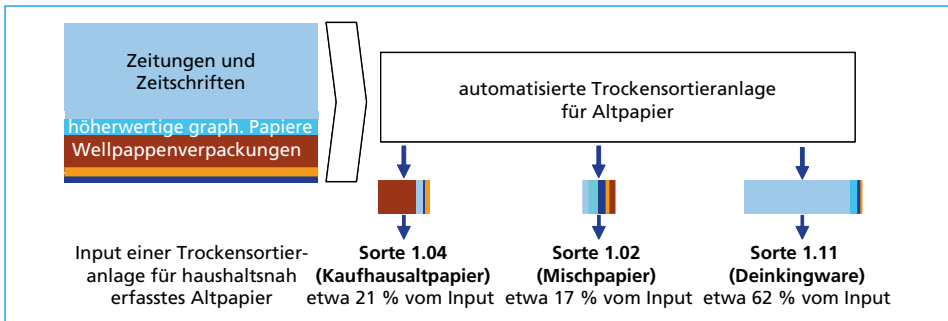 Zeitungen und
Zeitschriften
höherwertige graph. Papiere
Wellpappenverpackungen
automatisierte Trockensortieranlage
für Altpapier
Input einer Trockensortier-
anlage für haushaltsnah
erfasstes Altpapier
Sorte 1.04
(Kaufhausaltpapier)
etwa 21 % vom Input
Sorte 1.02
(Mischpapier)
etwa 17 % vom Input
Sorte 1.11
(Deinkingware)
etwa 62 % vom Input